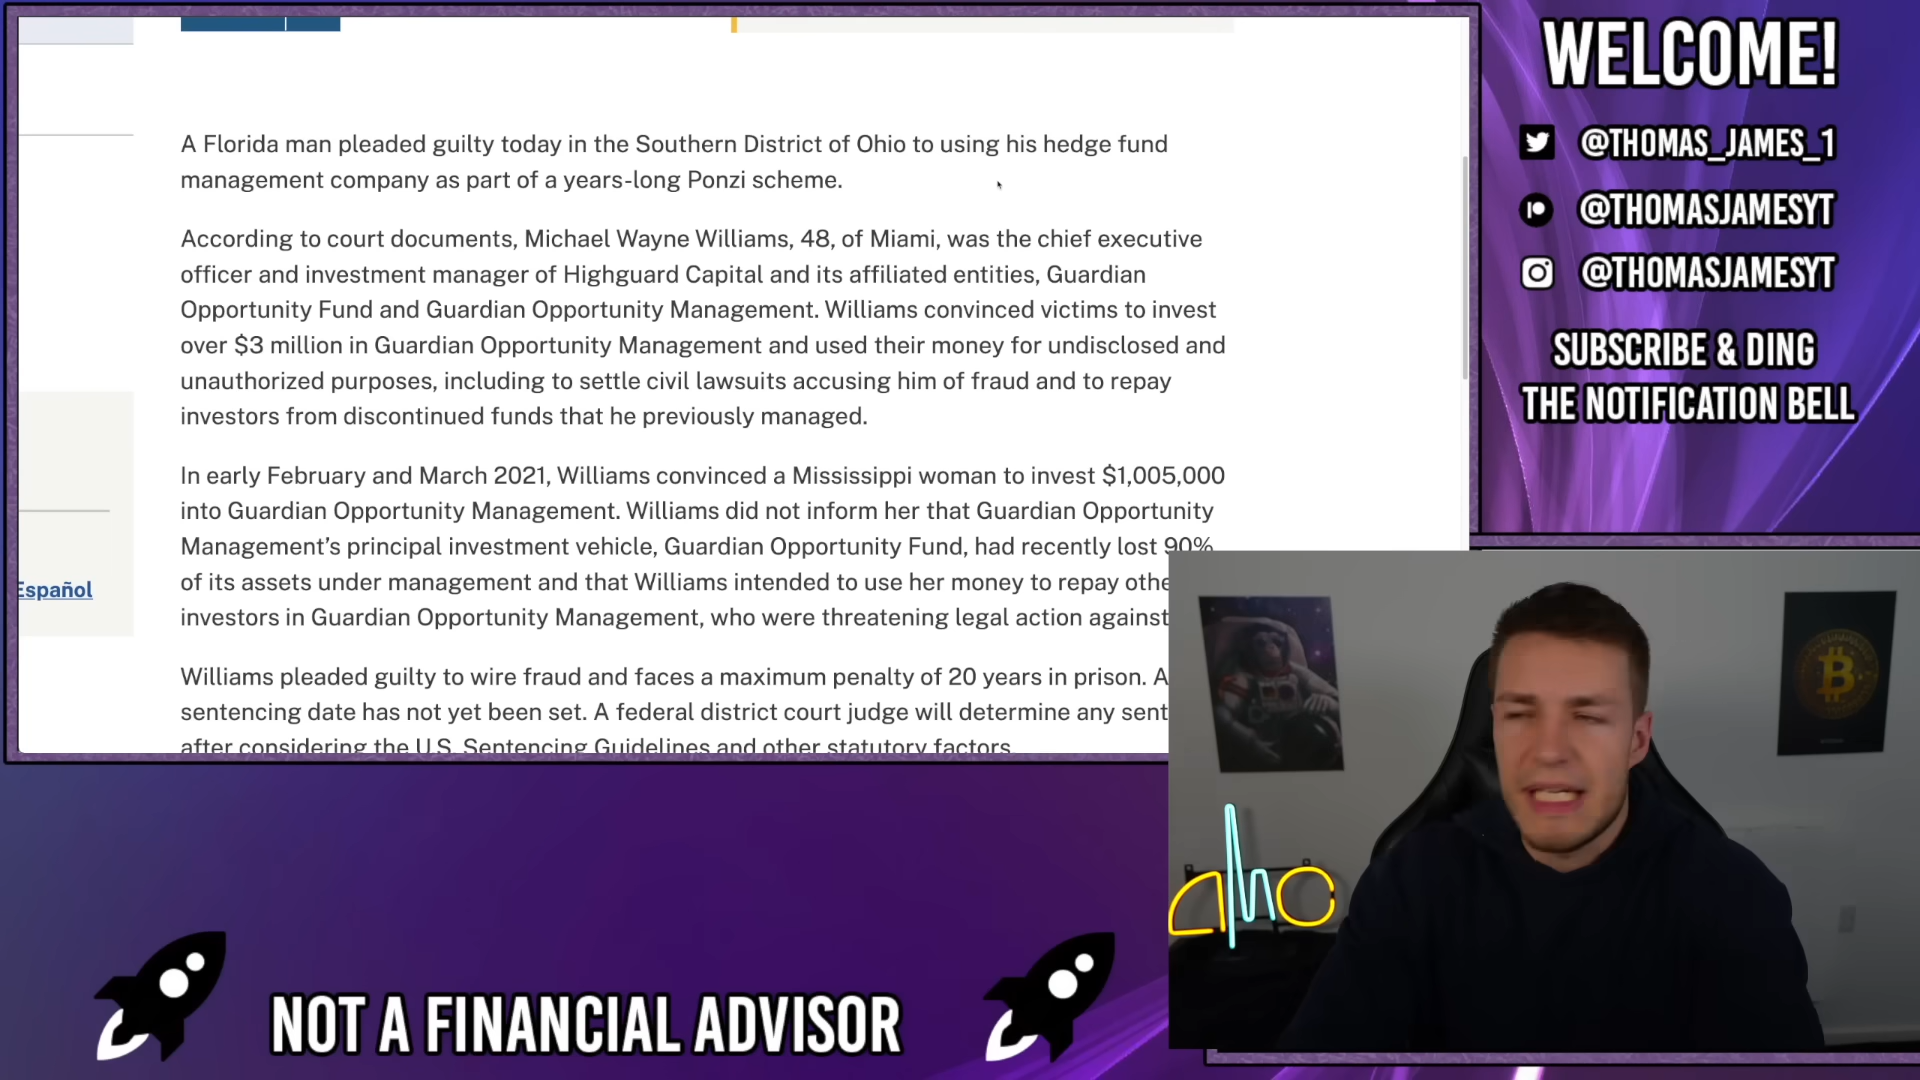 A Florida man pleaded guilty today in the Southern District of Ohio to using his hedge fund
management company as part of a years-long Ponzi scheme.
According to court documents, Michael Wayne Williams, 48, of Miami, was the chief executive
officer and investment manager of Highguard Capital and its affiliated entities, Guardian
Opportunity Fund and Guardian Opportunity Management. Williams convinced victims to invest
over $3 million in Guardian Opportunity Management and used their money for undisclosed and
unauthorized purposes, including to settle civil lawsuits accusing him of fraud and to repay
investors from discontinued funds that he previously managed.
In early February and March 2021, Williams convinced a Mississippi woman to invest $1,005,000
into Guardian Opportunity Management. Williams did not inform her that Guardian Opportunity
Management’s principal investment vehicle, Guardian Opportunity Fund, had recently lost 90%
of its assets under management and that Williams intended to use her money to repay othe
investors in Guardian Opportunity Management, who were threatening legal action against
Williams pleaded guilty to wire fraud and faces a maximum penalty of 20 years in prison. A
sentencing date has not yet been set. A federal district court judge will determine any sent
after considering the U.S. Sentencing Guidelines and other statutory factors.
Español
WELCOME!
@THOMAS_JAMES_1
@THOMASJAMESYT
@THOMASJAMESYT
SUBSCRIBE & DING
THE NOTIFICATION BELL
NOT A FINANCIAL ADVISOR